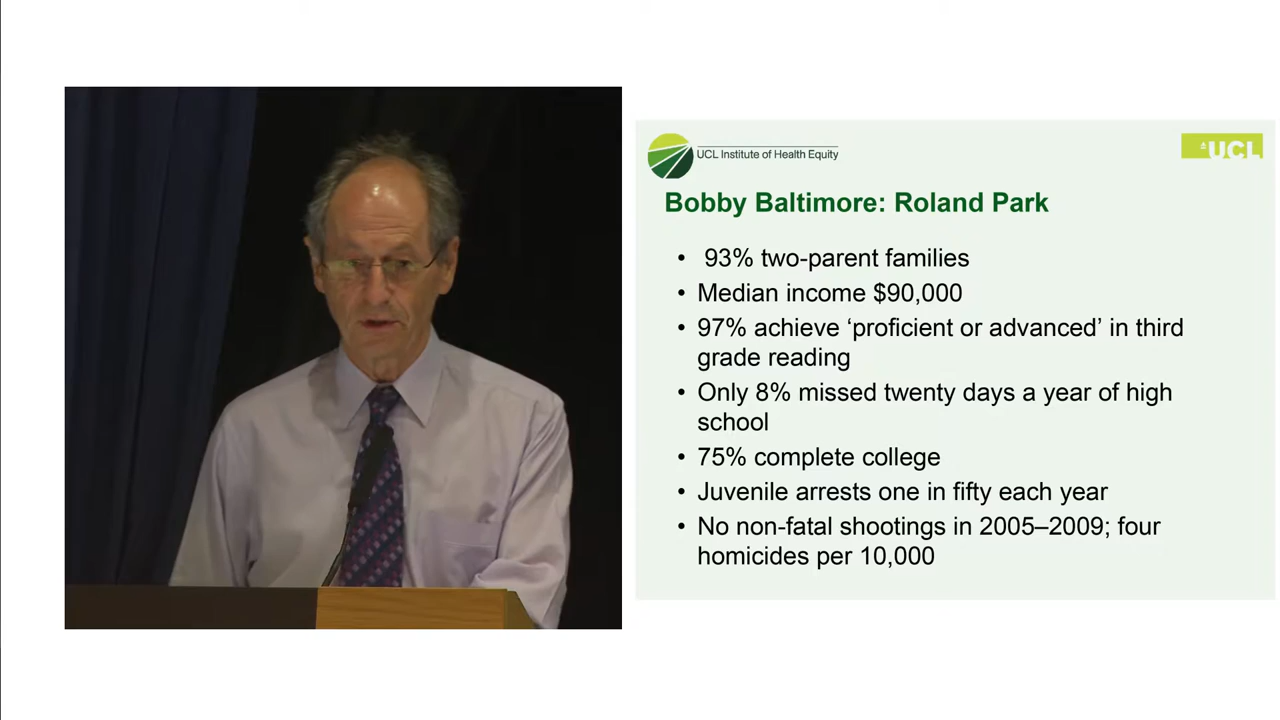 UCL Institute of Health Equity
UCL
Bobby Baltimore: Roland Park
• 93% two-parent families
• Median income $90,000
• 97% achieve ‘proficient or advanced’ in third
grade reading
• Only 8% missed twenty days a year of high
school
• 75% complete college
• Juvenile arrests one in fifty each year
• No non-fatal shootings in 2005–2009; four
homicides per 10,000